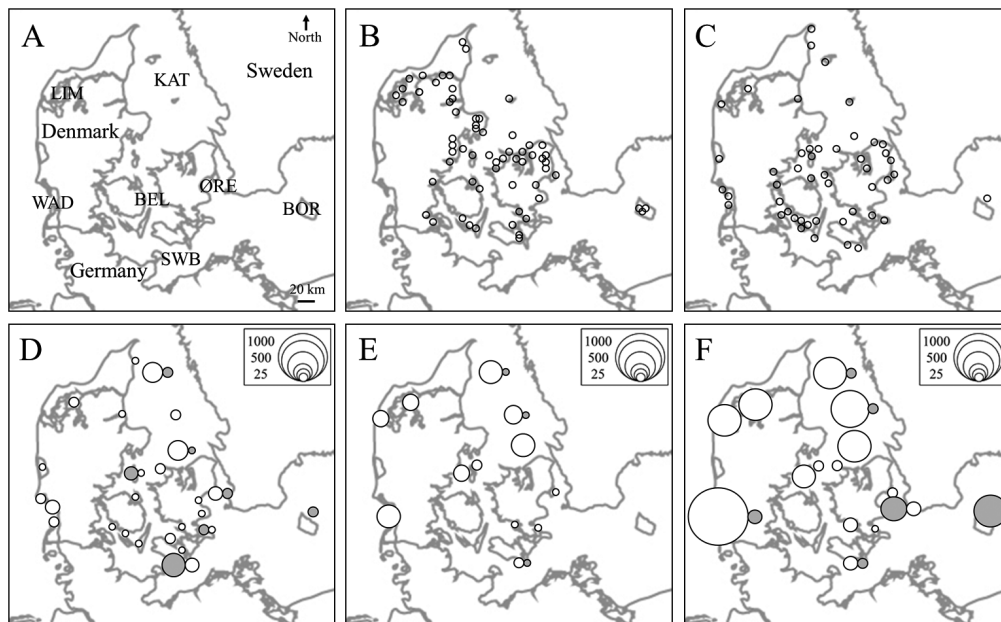 A
North
KAT
Sweden
LIM
Denmark
ØRE
WAD
BEL
BOR
SWB
Germany
20 km
B
C
D
1000
500
25
E
1000
500
25
F
1000
500
25